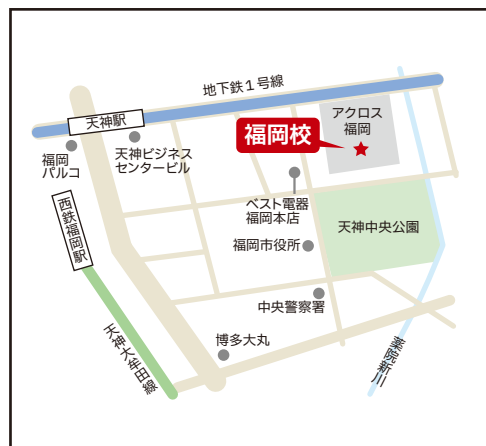 地下鉄1号線
天神駅
アクロス
福岡
福岡校
福岡
パルコ
天神ビジネス
センタービル
西鉄福岡駅
ベスト電器
福岡本店
天神中央公園
福岡市役所
中央警察署
天神大牟田線
博多大丸
薬院新川